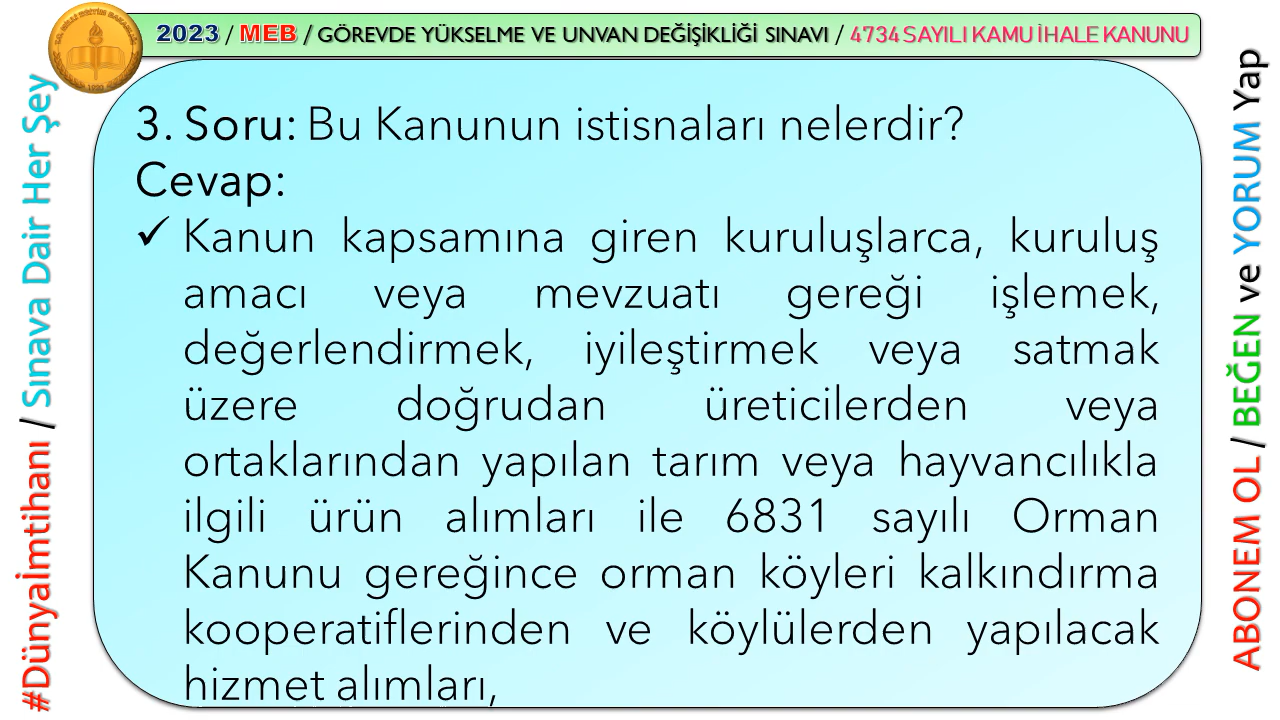 2023 / MEB / GÖREVDE YÜKSELME VE UNVAN DEĞİŞİKLİĞİ SINAVI / 4734 SAYILI KAMU İHALE KANUNU
#Dünyaİmtihanı / Sınava Dair Her Şey
3. Soru: Bu Kanunun istisnaları nelerdir?
Cevap:
✓ Kanun kapsamına giren kuruluşlarca, kuruluş
amacı veya mevzuatı gereği işlemek,
değerlendirmek, iyileştirmek veya satmak
üzere doğrudan üreticilerden veya
ortaklarından yapılan tarım veya hayvancılıkla
ilgili ürün alımları ile 6831 sayılı Orman
Kanunu gereğince orman köyleri kalkındırma
kooperatiflerinden ve köylülerden yapılacak
hizmet alımları,
ABONEM OL / BEĞEN ve YORUM Yap